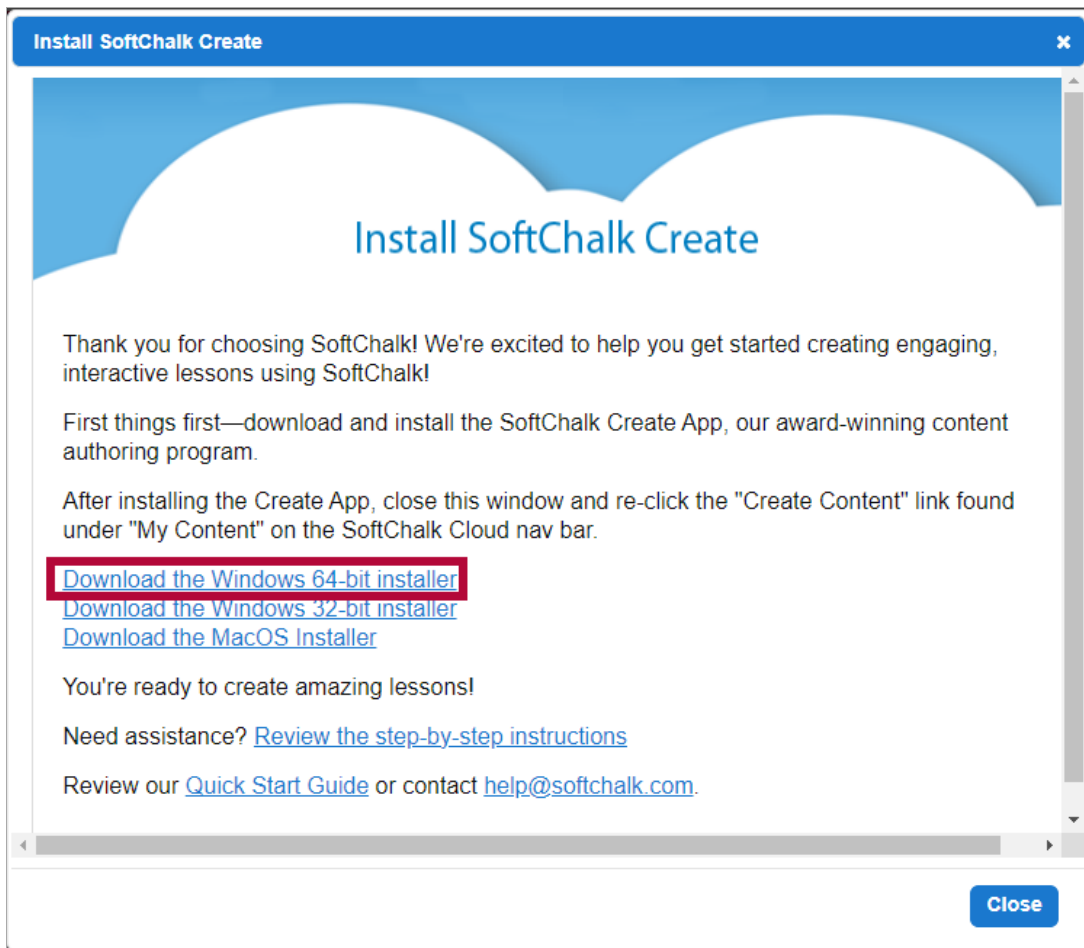 Install SoftChalk Create
Install SoftChalk Create
Thank you for choosing SoftChalk! We're excited to help you get started creating engaging,
interactive lessons using SoftChalk!
First things first—download and install the SoftChalk Create App, our award-winning content
authoring program.
After installing the Create App, close this window and re-click the "Create Content" link found
under "My Content" on the SoftChalk Cloud nav bar.
Download the Windows 64-bit installer
Download the Windows 32-bit installer
Download the MacOS Installer
You're ready to create amazing lessons!
Need assistance? Review the step-by-step instructions
Review our Quick Start Guide or contact help@softchalk.com.
Close